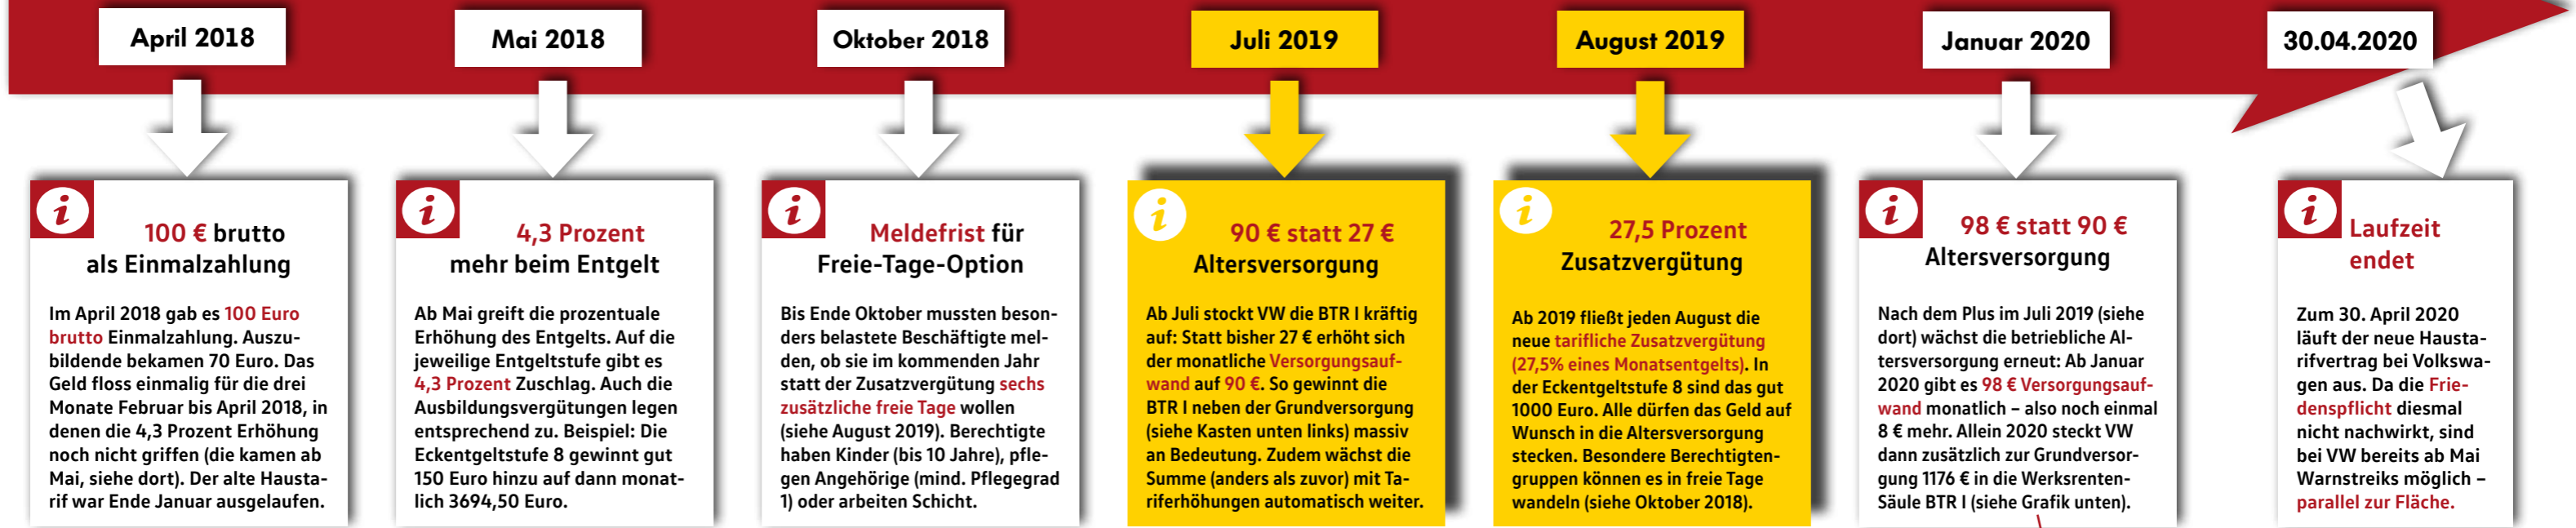 April 2018
Mai 2018
Oktober 2018
Juli 2019
August 2019
Januar 2020
30.04.2020
i
100 € brutto
als Einmalzahlung
Im April 2018 gab es 100 Euro
brutto Einmalzahlung. Auszu-
bildende bekamen 70 Euro. Das
Geld floss einmalig für die drei
Monate Februar bis April 2018, in
denen die 4,3 Prozent Erhöhung
noch nicht griffen (die kamen ab
Mai, siehe dort). Der alte Hausta-
rif war Ende Januar ausgelaufen.
i
4,3 Prozent
mehr beim Entgelt
Ab Mai greift die prozentuale
Erhöhung des Entgelts. Auf die
jeweilige Entgeltstufe gibt es
4,3 Prozent Zuschlag. Auch die
Ausbildungsvergütungen legen
entsprechend zu. Beispiel: Die
Eckentgeltstufe 8 gewinnt gut
150 Euro hinzu auf dann monat-
lich 3694,50 Euro.
i
Meldefrist für
Freie-Tage-Option
Bis Ende Oktober mussten beson-
ders belastete Beschäftigte mel-
den, ob sie im kommenden Jahr
statt der Zusatzvergütung sechs
zusätzliche freie Tage wollen
(siehe August 2019). Berechtigte
haben Kinder (bis 10 Jahre), pfle-
gen Angehörige (mind. Pflegegrad
1) oder arbeiten Schicht.
i
90 € statt 27 €
Altersversorgung
Ab Juli stockt VW die BTR I kräftig
auf: Statt bisher 27 € erhöht sich
der monatliche Versorgungsauf-
wand auf 90 €. So gewinnt die
BTR I neben der Grundversorgung
(siehe Kasten unten links) massiv
an Bedeutung. Zudem wächst die
Summe (anders als zuvor) mit Ta-
riferhöhungen automatisch weiter.
i
27,5 Prozent
Zusatzvergütung
Ab 2019 fließt jeden August die
neue tarifliche Zusatzvergütung
(27,5% eines Monatsentgelts). In
der Eckentgeltstufe 8 sind das gut
1000 Euro. Alle dürfen das Geld auf
Wunsch in die Altersversorgung
stecken. Besondere Berechtigten-
gruppen können es in freie Tage
wandeln (siehe Oktober 2018).
i
98 € statt 90 €
Altersversorgung
Nach dem Plus im Juli 2019 (siehe
dort) wächst die betriebliche Al-
tersversorgung erneut: Ab Januar
2020 gibt es 98 € Versorgungsauf-
wand monatlich – also noch einmal
8 € mehr. Allein 2020 steckt VW
dann zusätzlich zur Grundversor-
gung 1176 € in die Werksrenten-
Säule BTR I (siehe Grafik unten).
i
Laufzeit
endet
Zum 30. April 2020
läuft der neue Hausta-
rifvertrag bei Volkswa-
gen aus. Da die Frie-
denspflicht diesmal
nicht nachwirkt, sind
bei VW bereits ab Mai
Warnstreiks möglich –
parallel zur Fläche.